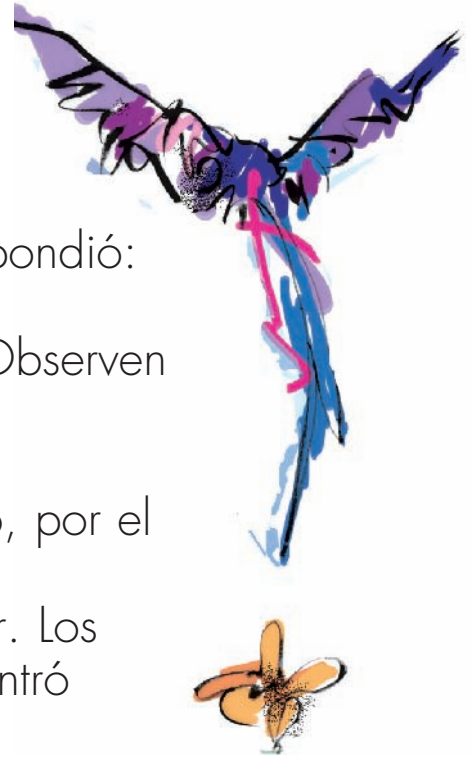 pondió:
Observen
, por el
r. Los
ntró